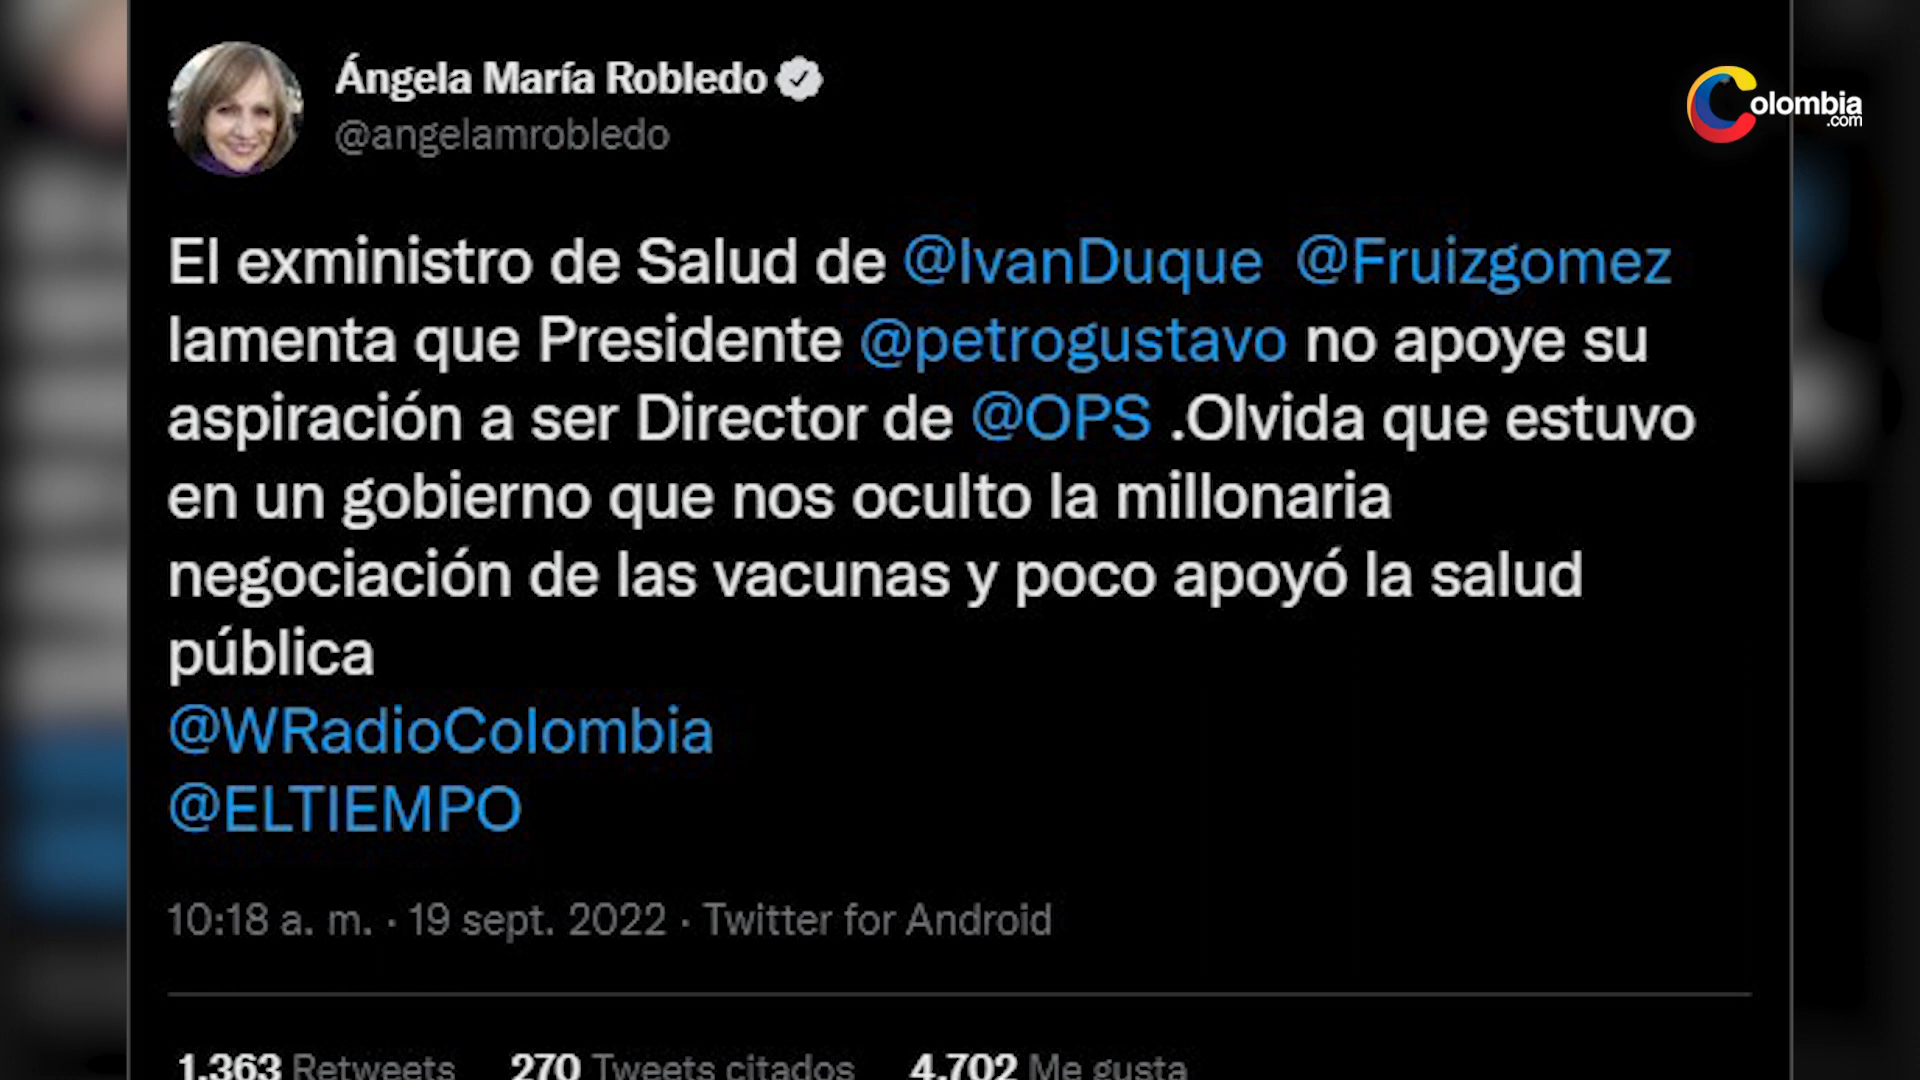 Ángela María Robledo
@angelamrobledo
Colombia
.com
El exministro de Salud de @IvanDuque @Fruizgomez
lamenta que Presidente @petrogustavo no apoye su
aspiración a ser Director de @OPS .Olvida que estuvo
en un gobierno que nos oculto la millonaria
negociación de las vacunas y poco apoyó la salud
pública
@WRadioColombia
@ELTIEMPO
10:18 a. m. · 19 sept. 2022 · Twitter for Android
1.363 Retweets 270 Tweets citados 4.702 Me gusta